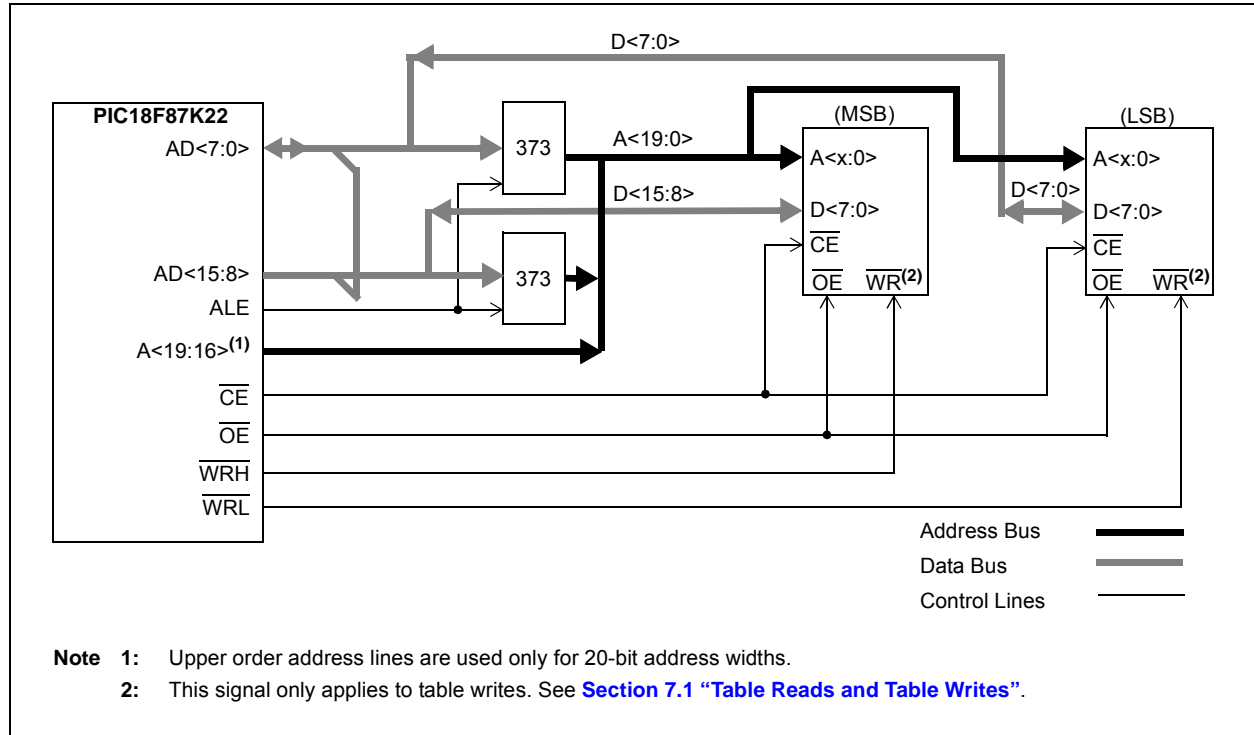 D<7:0>
PIC18F87K22
(MSB)
(LSB)
AD<7:0>
373
A<19:0>
A<x:0>
A<x:0>
D<15:8>
D<7:0>
D<7:0>
D<7:0>
CE
CE
AD<15:8>
373
OE
WR(2)
OE
WR(2)
ALE
A<19:16>(1)
CE
OE
WRH
WRL
Address Bus
Data Bus
Control Lines
Note 1: Upper order address lines are used only for 20-bit address widths.
2: This signal only applies to table writes. See Section 7.1 “Table Reads and Table Writes”.